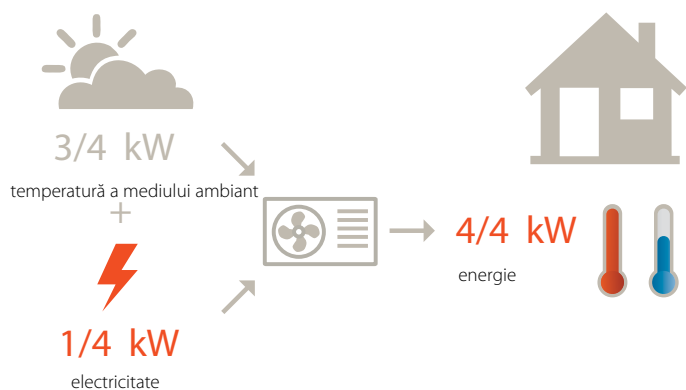 3/4 kW
temperatură a mediului ambiant
+
1/4 kW
electricitate
4/4 kW
energie